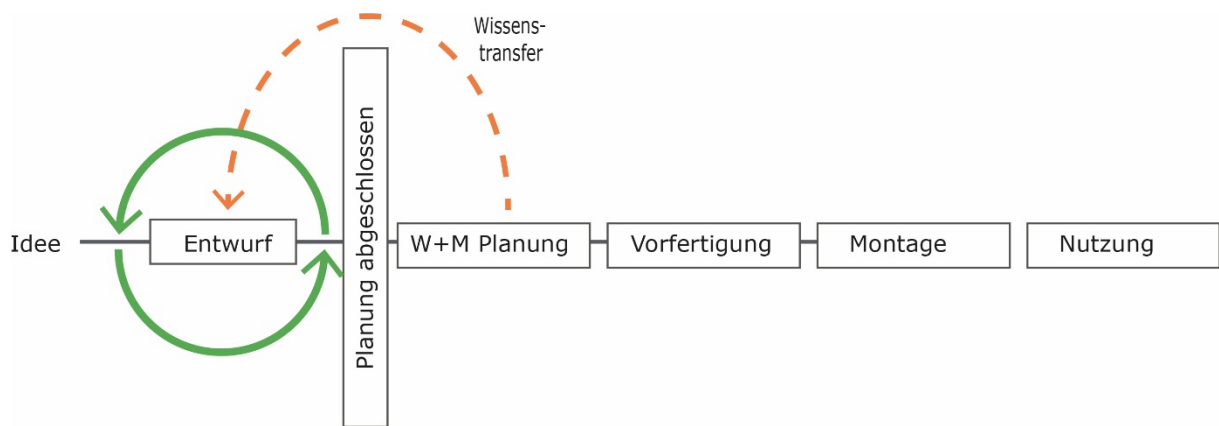 Wissens-
transfer
Idee
Entwurf
Planung abgeschlossen
W+M Planung
Vorfertigung
Montage
Nutzung